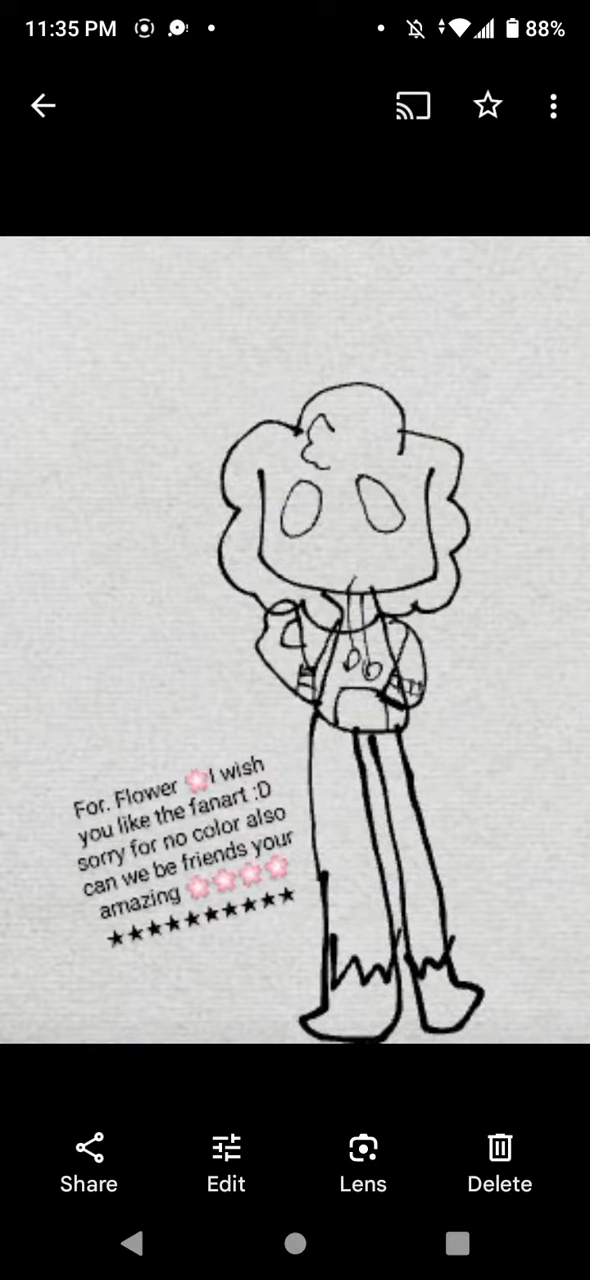 11:35 PM 88%
For. Flower 🌸I wish
you like the fanart :D
sorry for no color also
can we be friends your
amazing 🌸🌸🌸🌸
★★★★★★★★★★
Share Edit Lens Delete